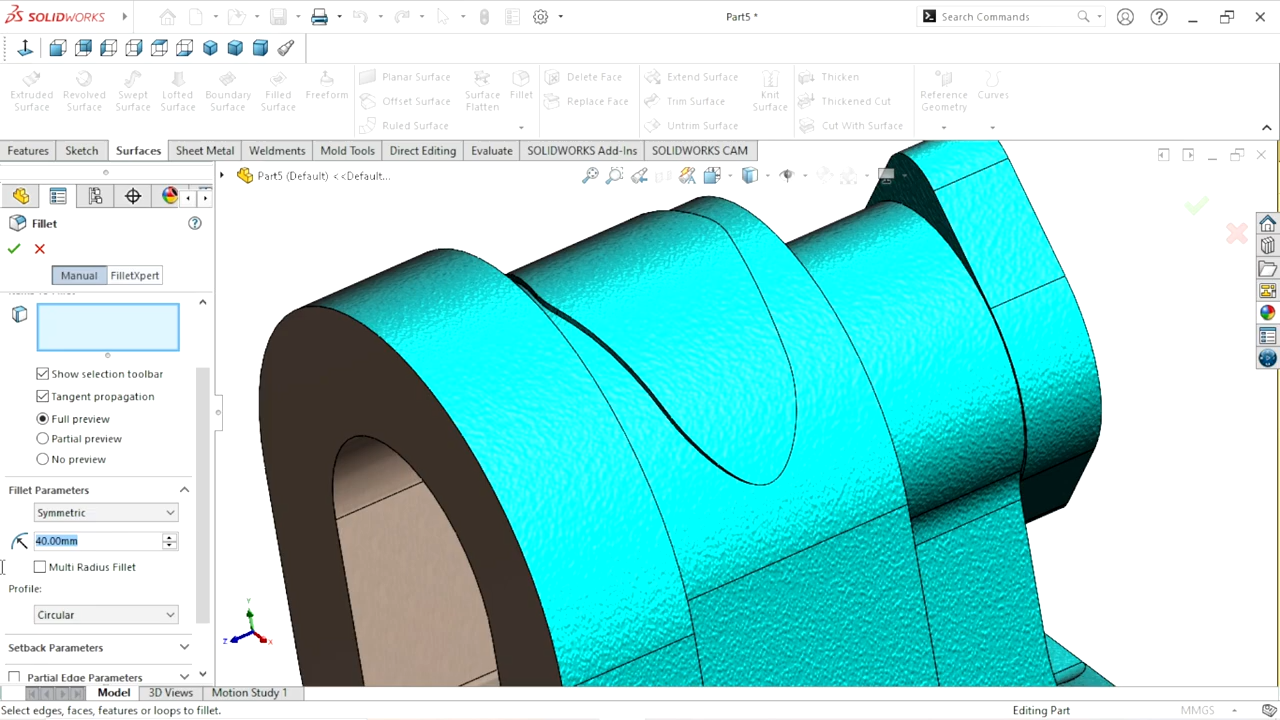 SOLIDWORKS
Part5 *
Search Commands
Extruded Surface
Revolved Surface
Swept Surface
Lofted Surface
Boundary Surface
Filled Surface
Freeform
Planar Surface
Offset Surface
Ruled Surface
Surface Flatten
Fillet
Delete Face
Replace Face
Extend Surface
Trim Surface
Untrim Surface
Knit Surface
Thicken
Thickened Cut
Cut With Surface
Reference Geometry
Curves
Features Sketch Surfaces Sheet Metal Weldments Mold Tools Direct Editing Evaluate SOLIDWORKS Add-Ins SOLIDWORKS CAM
Part5 (Default) <<Default...
Fillet
Manual FilletXpert
Show selection toolbar
Tangent propagation
Full preview
Partial preview
No preview
Fillet Parameters
Symmetric
40.00mm
Multi Radius Fillet
Profile:
Circular
Setback Parameters
Partial Edge Parameters
Y
Z
X
Model 3D Views Motion Study 1
Select edges, faces, features or loops to fillet.
Editing Part
MMGS